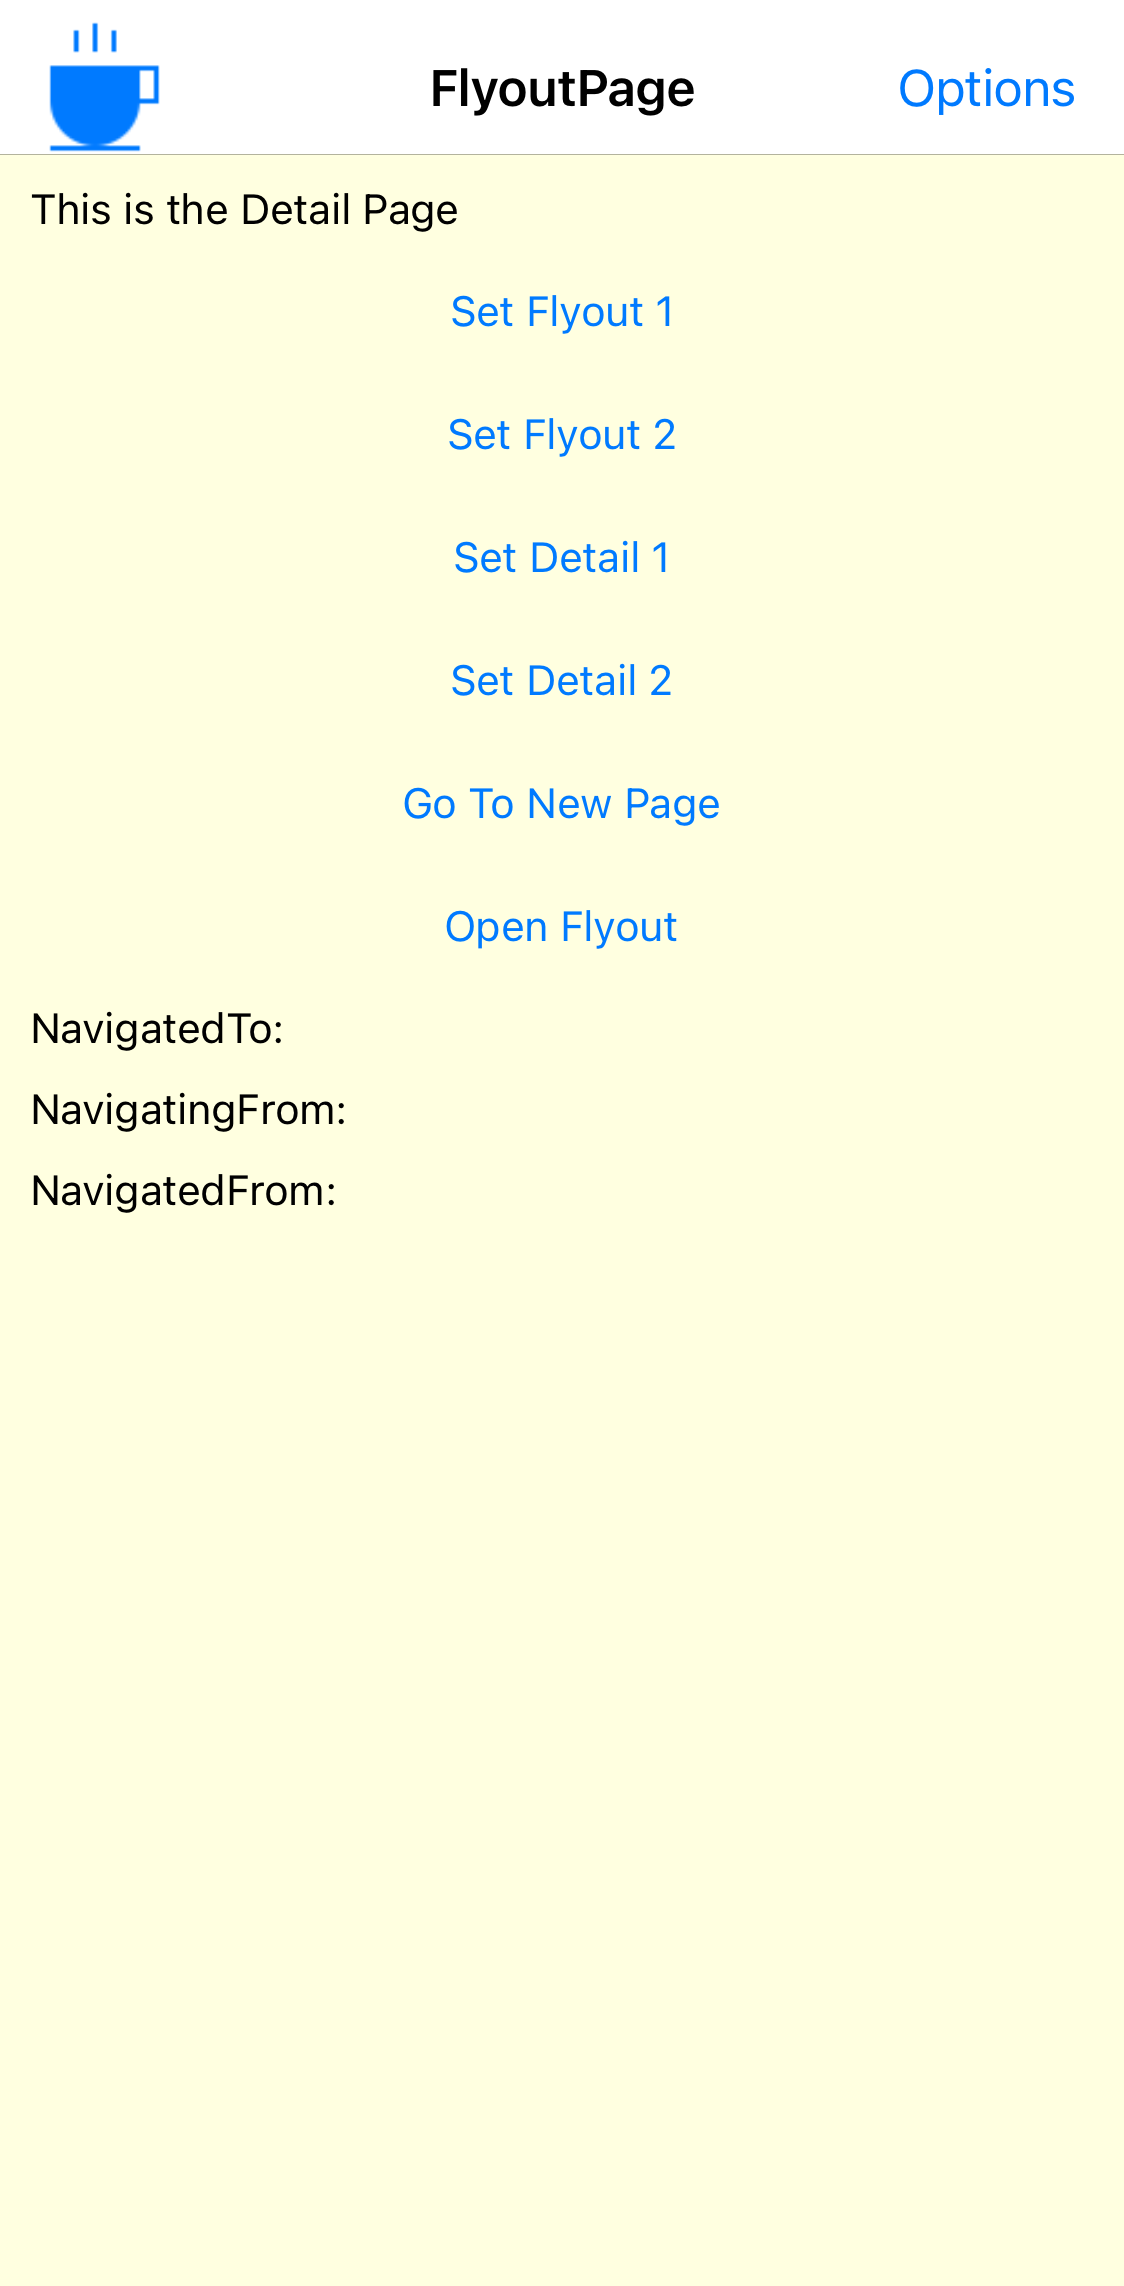 FlyoutPage
Options
This is the Detail Page
Set Flyout 1
Set Flyout 2
Set Detail 1
Set Detail 2
Go To New Page
Open Flyout
NavigatedTo:
NavigatingFrom:
NavigatedFrom: